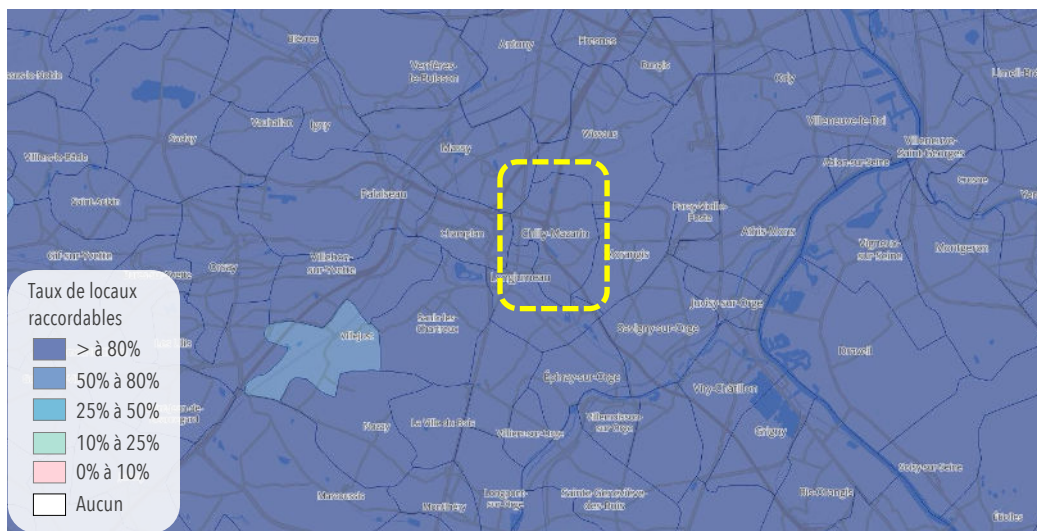 Bièvres
Antony
Fresnes
Verrières-
le-Buisson
Rungis
Orly
Vauhallan
Igny
Villeneuve-le-Roi
Saclay
Massy
Wissous
Villeneuve-
Saint-Georges
Villiers-le-Bâcle
Ablon-sur-Seine
Crosne
Palaiseau
Saint-Aubin
Paray-Vieille-
Poste
Champlan
Chilly-Mazarin
Athis-Mons
Vigneux-
sur-Seine
Montgeron
Gif-sur-Yvette
Orsay
Villebon-
sur-Yvette
Morangis
Longjumeau
Juvisy-sur-Orge
Saulx-les-
Chartreux
Savigny-sur-Orge
Villejust
Draveil
Épinay-sur-Orge
Viry-Châtillon
Nozay
La Ville du Bois
Villiers-sur-Orge
Villemoisson-
sur-Orge
Grigny
Soisy-sur-Seine
Marcoussis
Montlhéry
Longpont-
sur-Orge
Sainte-Geneviève-
des-Bois
Ris-Orangis
Étiolles
Taux de locaux
raccordables
> à 80%
50% à 80%
25% à 50%
10% à 25%
0% à 10%
Aucun